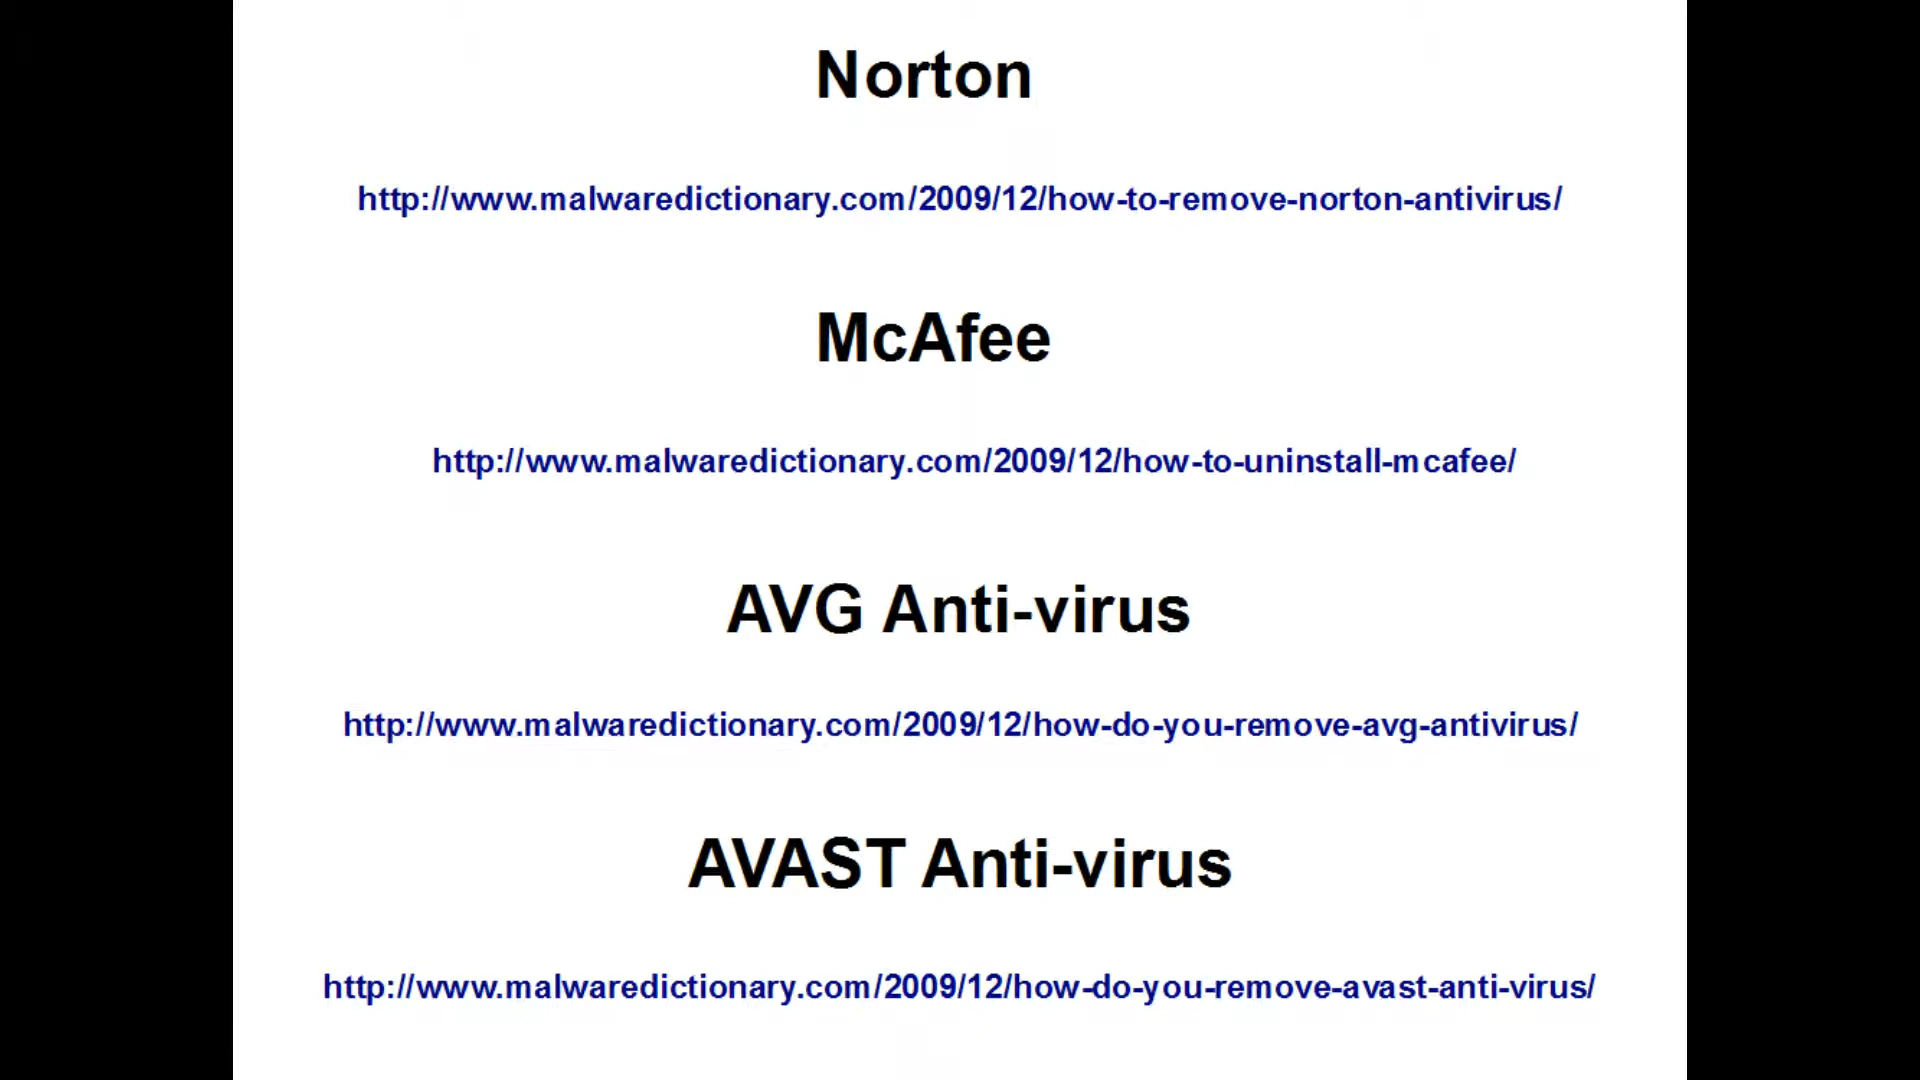 Norton
http://www.malwaredictionary.com/2009/12/how-to-remove-norton-antivirus/
McAfee
http://www.malwaredictionary.com/2009/12/how-to-uninstall-mcafee/
AVG Anti-virus
http://www.malwaredictionary.com/2009/12/how-do-you-remove-avg-antivirus/
AVAST Anti-virus
http://www.malwaredictionary.com/2009/12/how-do-you-remove-avast-anti-virus/